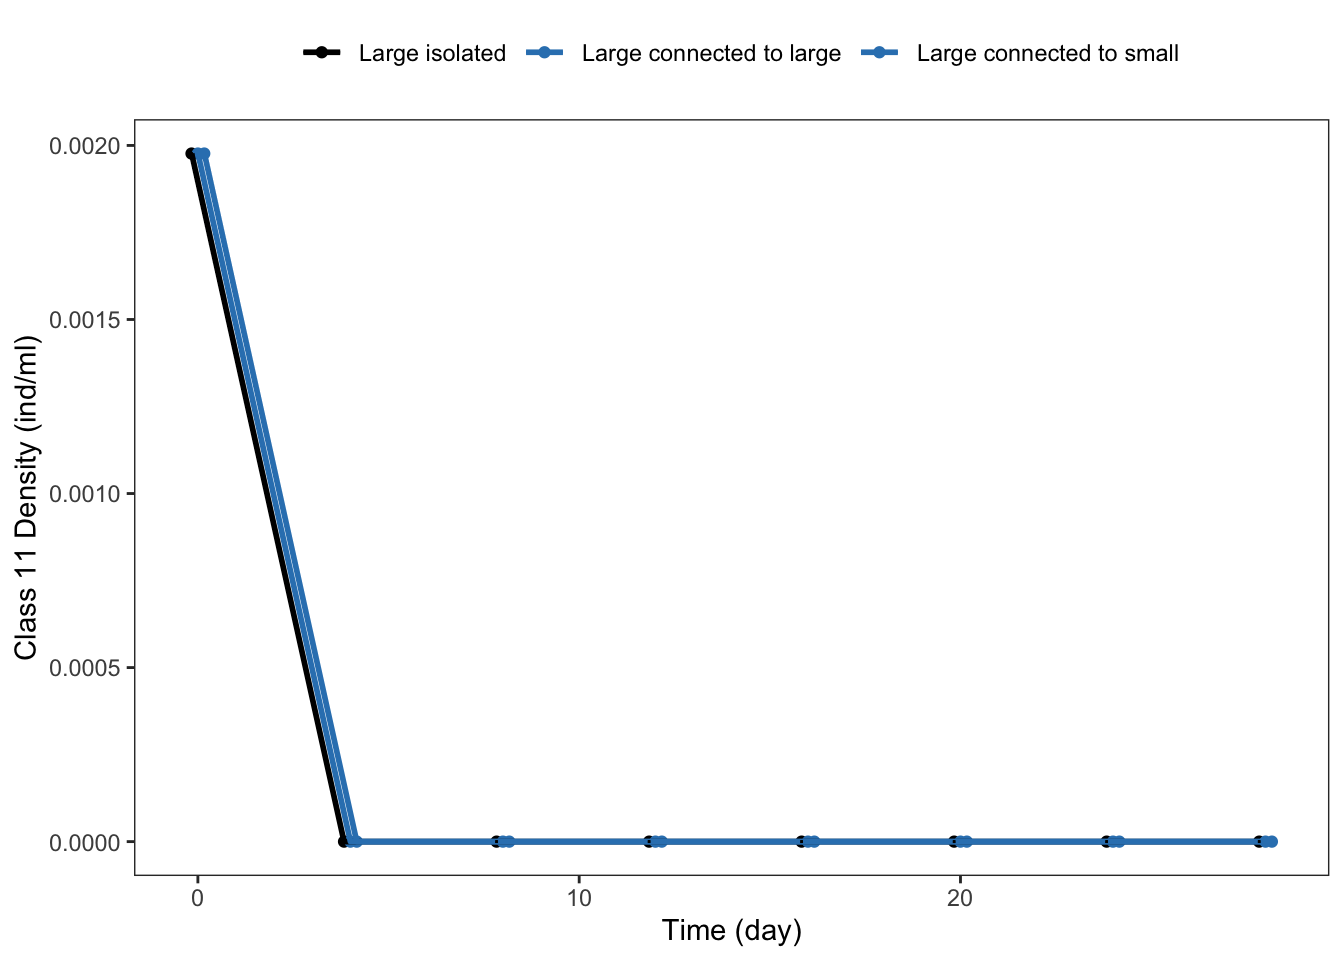 Large isolated Large connected to large Large connected to small
0.0020
0.0015
0.0010
0.0005
0.0000
Class 11 Density (ind/ml)
0 10 20
Time (day)